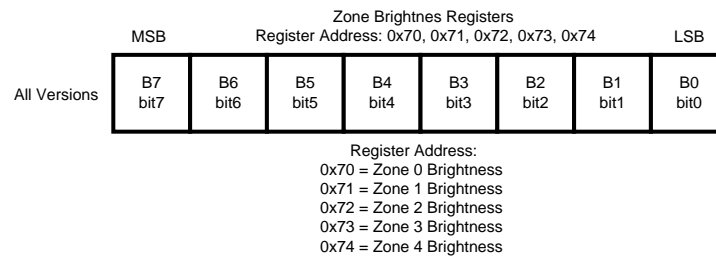 Zone Brightnes Registers
MSB Register Address: 0x70, 0x71, 0x72, 0x73, 0x74 LSB
All Versions B7 B6 B5 B4 B3 B2 B1 B0
bit7 bit6 bit5 bit4 bit3 bit2 bit1 bit0
Register Address:
0x70 = Zone 0 Brightness
0x71 = Zone 1 Brightness
0x72 = Zone 2 Brightness
0x73 = Zone 3 Brightness
0x74 = Zone 4 Brightness